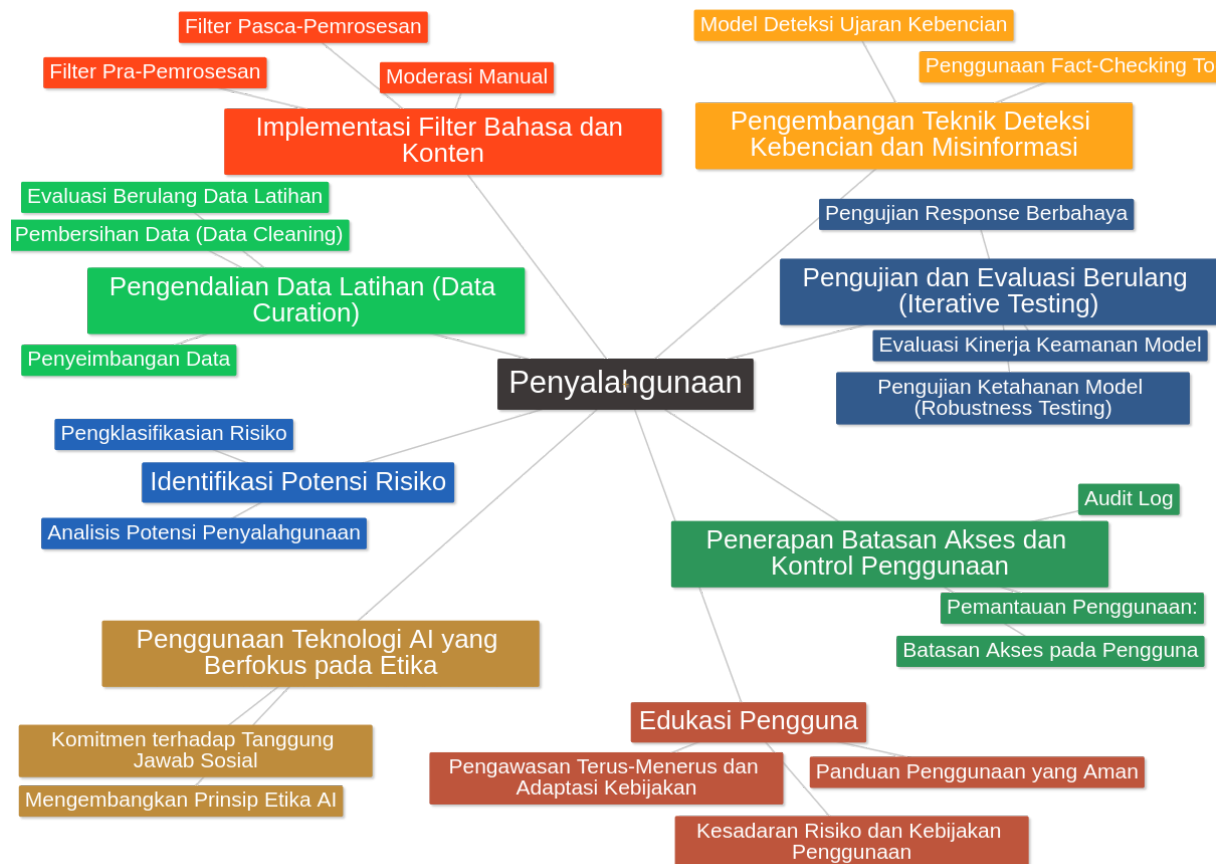 Filter Pasca-Pemrosesan
Filter Pra-Pemrosesan
Moderasi Manual
Implementasi Filter Bahasa dan
Konten
Model Deteksi Ujaran Kebencian
Penggunaan Fact-Checking To
Pengembangan Teknik Deteksi
Kebencian dan Misinformasi
Evaluasi Berulang Data Latihan
Pembersihan Data (Data Cleaning)
Pengendalian Data Latihan (Data
Curation)
Penyeimbangan Data
Pengujian Response Berbahaya
Pengujian dan Evaluasi Berulang
(Iterative Testing)
Evaluasi Kinerja Keamanan Model
Pengujian Ketahanan Model
(Robustness Testing)
Penyalahgunaan
Pengklasifikasian Risiko
Identifikasi Potensi Risiko
Analisis Potensi Penyalahgunaan
Audit Log
Penerapan Batasan Akses dan
Kontrol Penggunaan
Pemantauan Penggunaan:
Batasan Akses pada Pengguna
Penggunaan Teknologi AI yang
Berfokus pada Etika
Komitmen terhadap Tanggung
Jawab Sosial
Mengembangkan Prinsip Etika AI
Edukasi Pengguna
Pengawasan Terus-Menerus dan
Adaptasi Kebijakan
Panduan Penggunaan yang Aman
Kesadaran Risiko dan Kebijakan
Penggunaan